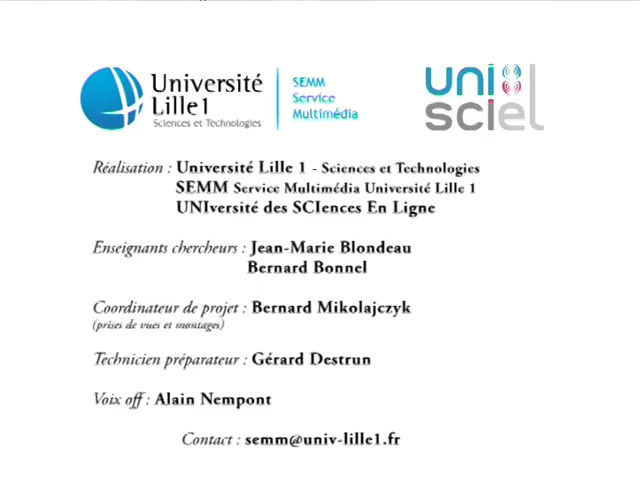 Université
Lille1
Sciences et Technologies
SEMM
Service
Multimédia
uni
sciel
Réalisation : Université Lille 1 - Sciences et Technologies
SEMM Service Multimédia Université Lille 1
UNIversité des SCIences En Ligne
Enseignants chercheurs : Jean-Marie Blondeau
Bernard Bonnel
Coordinateur de projet : Bernard Mikolajczyk
(prises de vues et montages)
Technicien préparateur : Gérard Destrun
Voix off : Alain Nempont
Contact : semm@univ-lille1.fr